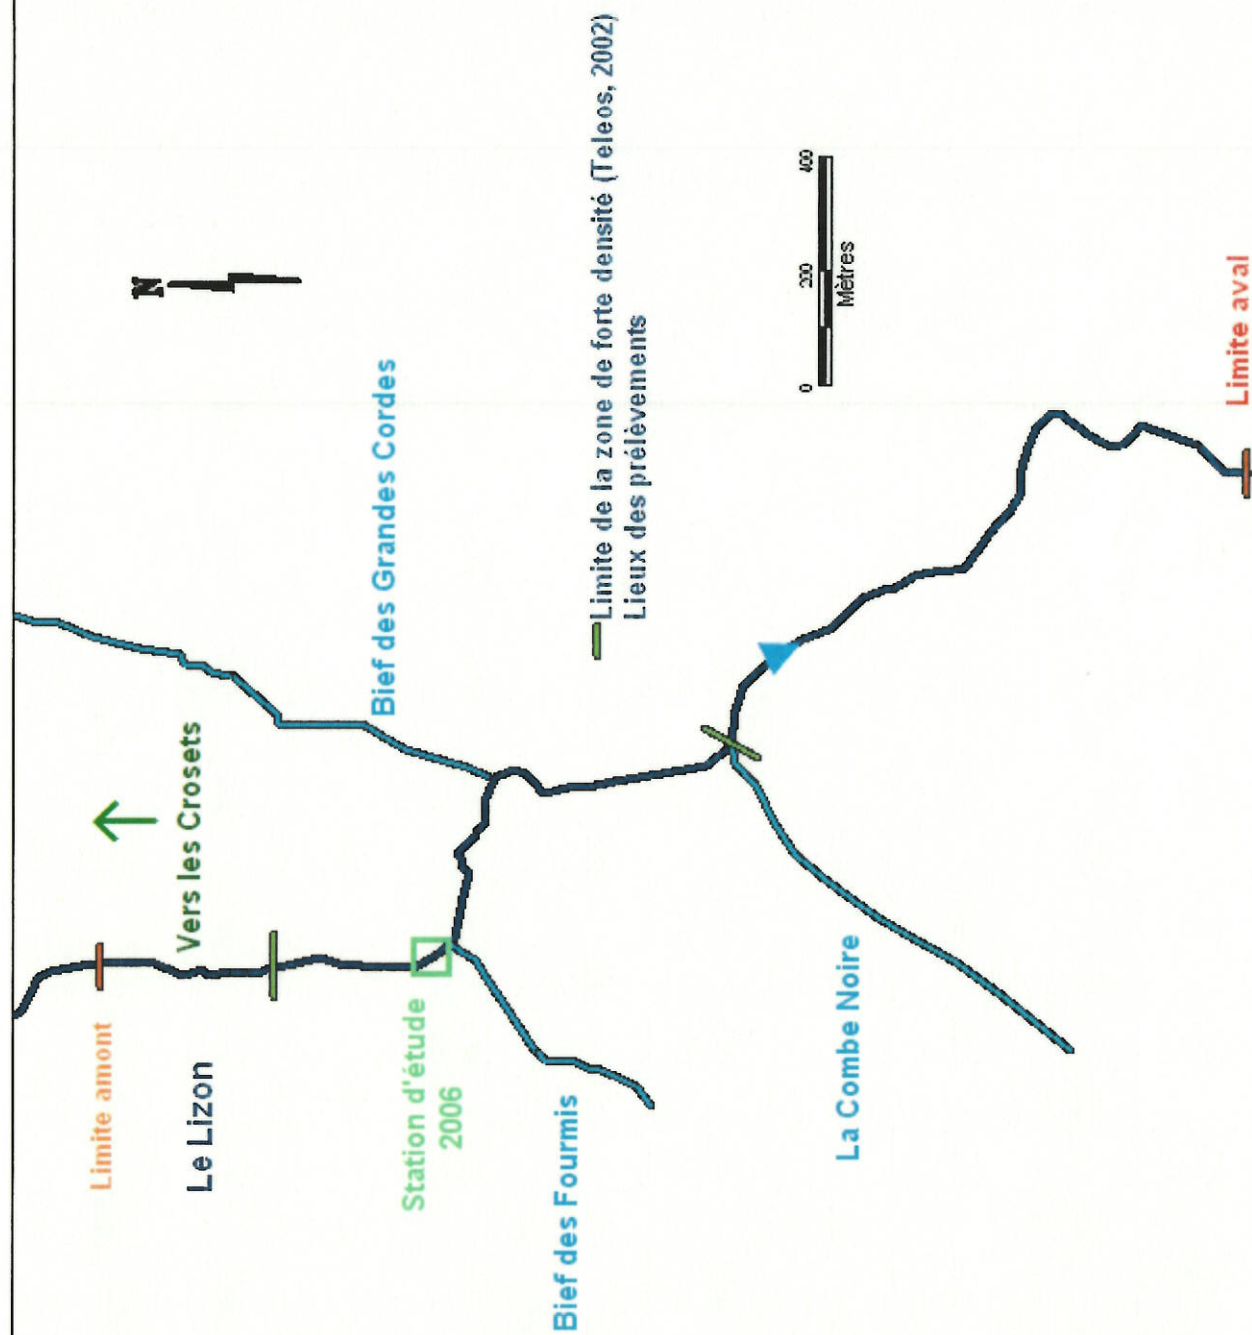 Limite amont
Le Lizon
Vers les Crosets
N
Station d'étude
2006
Bief des Grandes Cordes
Bief des Fourmis
Limite de la zone de forte densité (Teleos, 2002)
Lieux des prélèvements
La Combe Noire
0 200 400
Mètres
Limite aval